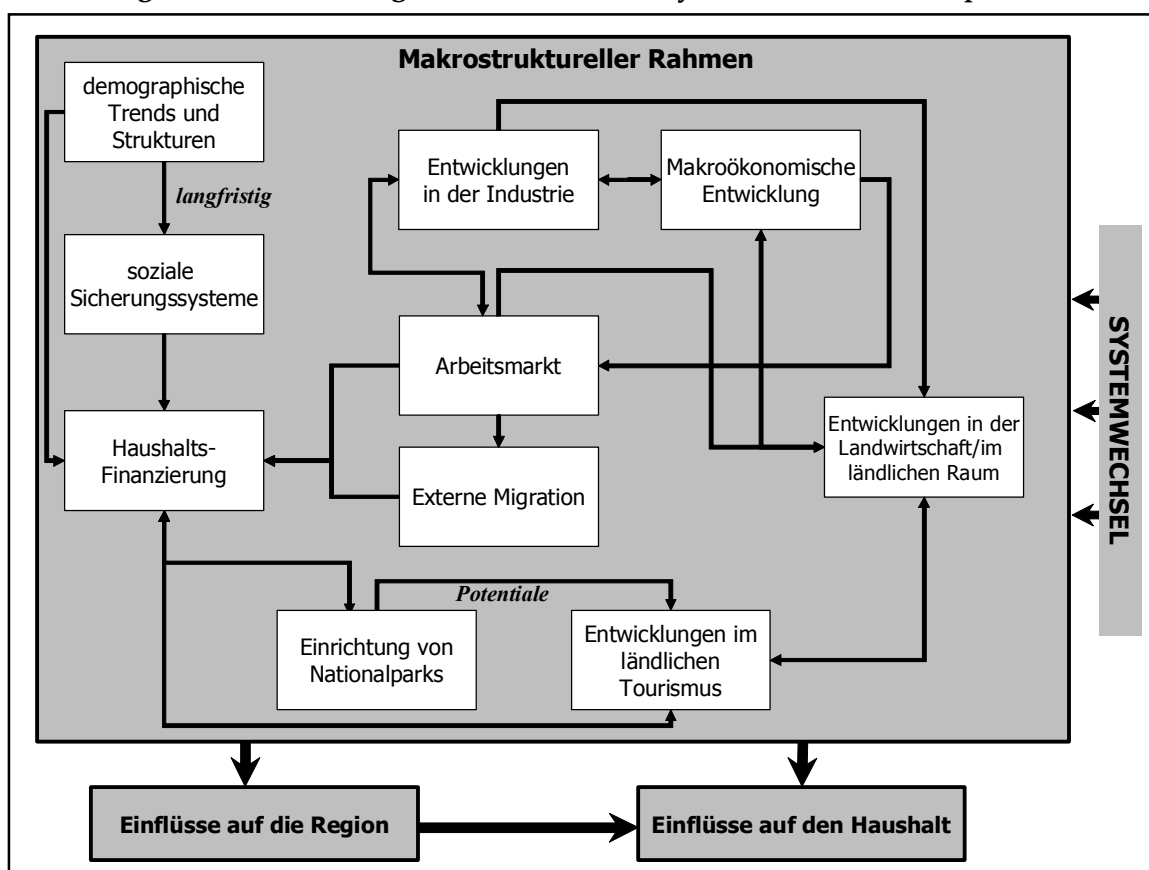 Makrostruktureller Rahmen
demographische
Trends und
Strukturen
langfristig
soziale
Sicherungssysteme
Haushalts-
Finanzierung
Entwicklungen
in der Industrie
Makroökonomische
Entwicklung
Arbeitsmarkt
Externe Migration
Entwicklungen in der
Landwirtschaft/im
ländlichen Raum
Potentiale
Einrichtung von
Nationalparks
Entwicklungen im
ländlichen
Tourismus
SYSTEMWECHSEL
Einflüsse auf die Region
Einflüsse auf den Haushalt